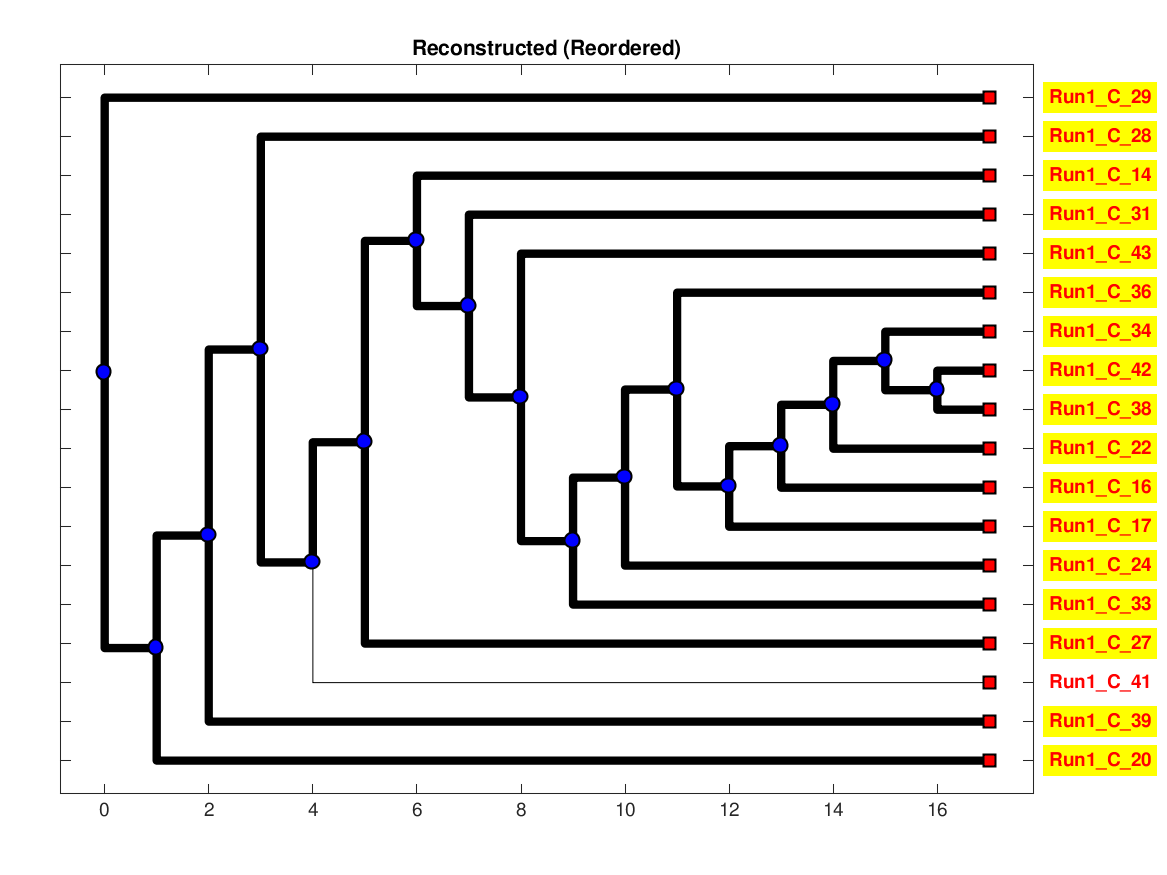 Reconstructed (Reordered)
Run1_C_29
Run1_C_28
Run1_C_14
Run1_C_31
Run1_C_43
Run1_C_36
Run1_C_34
Run1_C_42
Run1_C_38
Run1_C_22
Run1_C_16
Run1_C_17
Run1_C_24
Run1_C_33
Run1_C_27
Run1_C_41
Run1_C_39
Run1_C_20
0 2 4 6 8 10 12 14 16